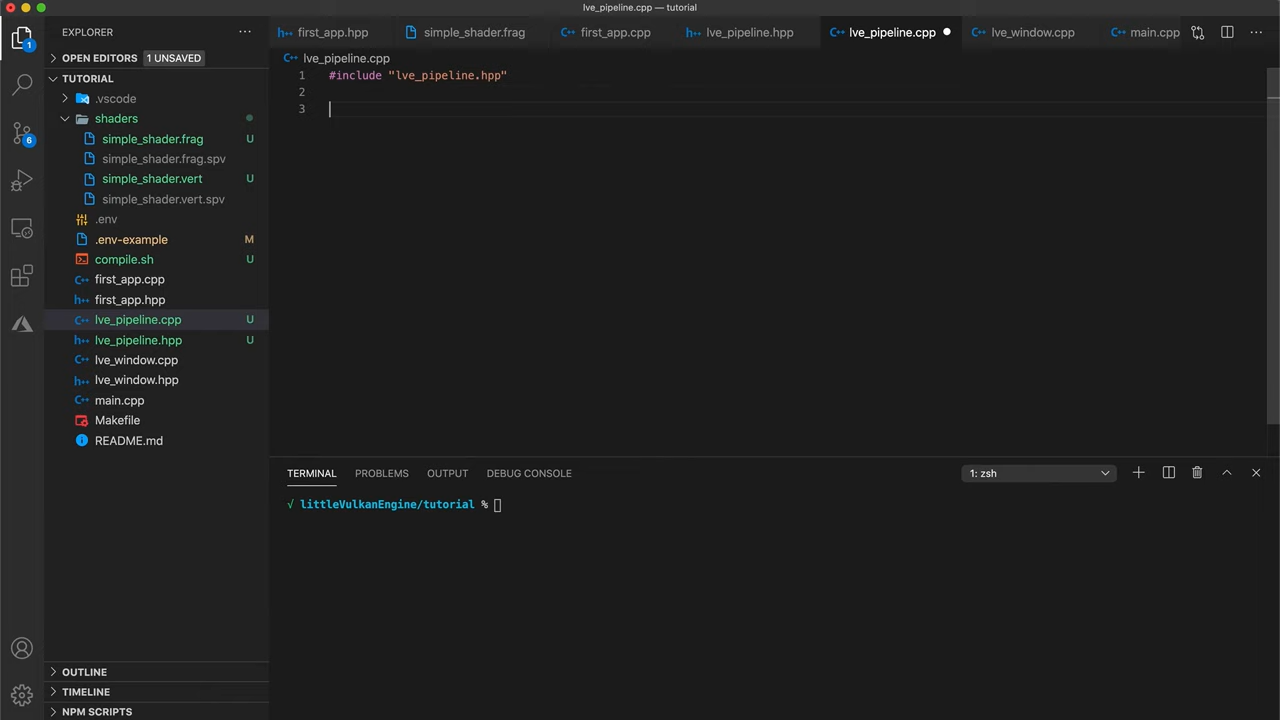 lve_pipeline.cpp — tutorial
EXPLORER
first_app.hpp
simple_shader.frag
first_app.cpp
lve_pipeline.hpp
lve_pipeline.cpp
lve_window.cpp
main.cpp
OPEN EDITORS 1 UNSAVED
lve_pipeline.cpp
TUTORIAL
1 #include "lve_pipeline.hpp"
2
3
.vscode
shaders
simple_shader.frag U
simple_shader.frag.spv
simple_shader.vert U
simple_shader.vert.spv
.env
.env-example M
compile.sh U
first_app.cpp
first_app.hpp
lve_pipeline.cpp U
lve_pipeline.hpp U
lve_window.cpp
lve_window.hpp
main.cpp
Makefile
README.md
1
6
TERMINAL PROBLEMS OUTPUT DEBUG CONSOLE
1: zsh
√ littleVulkanEngine/tutorial %
OUTLINE
TIMELINE
NPM SCRIPTS